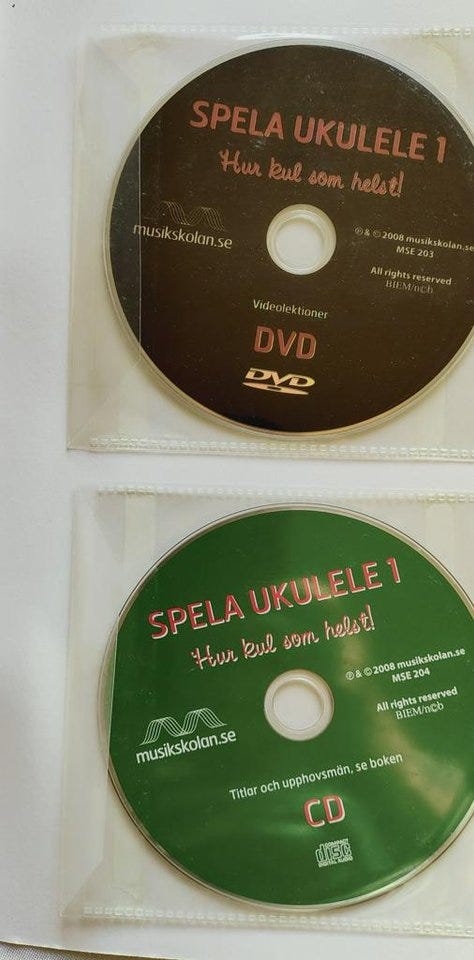 SPELA UKULELE 1
Hur kul som helst!
musikskolan.se
℗ & © 2008 musikskolan.se
MSE 203
All rights reserved
BIEM/n©b
Videolektioner
DVD
DVD
SPELA UKULELE 1
Hur kul som helst!
℗ & © 2008 musikskolan.se
MSE 204
All rights reserved
BIEM/n©b
musikskolan.se
Titlar och upphovsmän, se boken
CD
COMPACT
disc
DIGITAL AUDIO